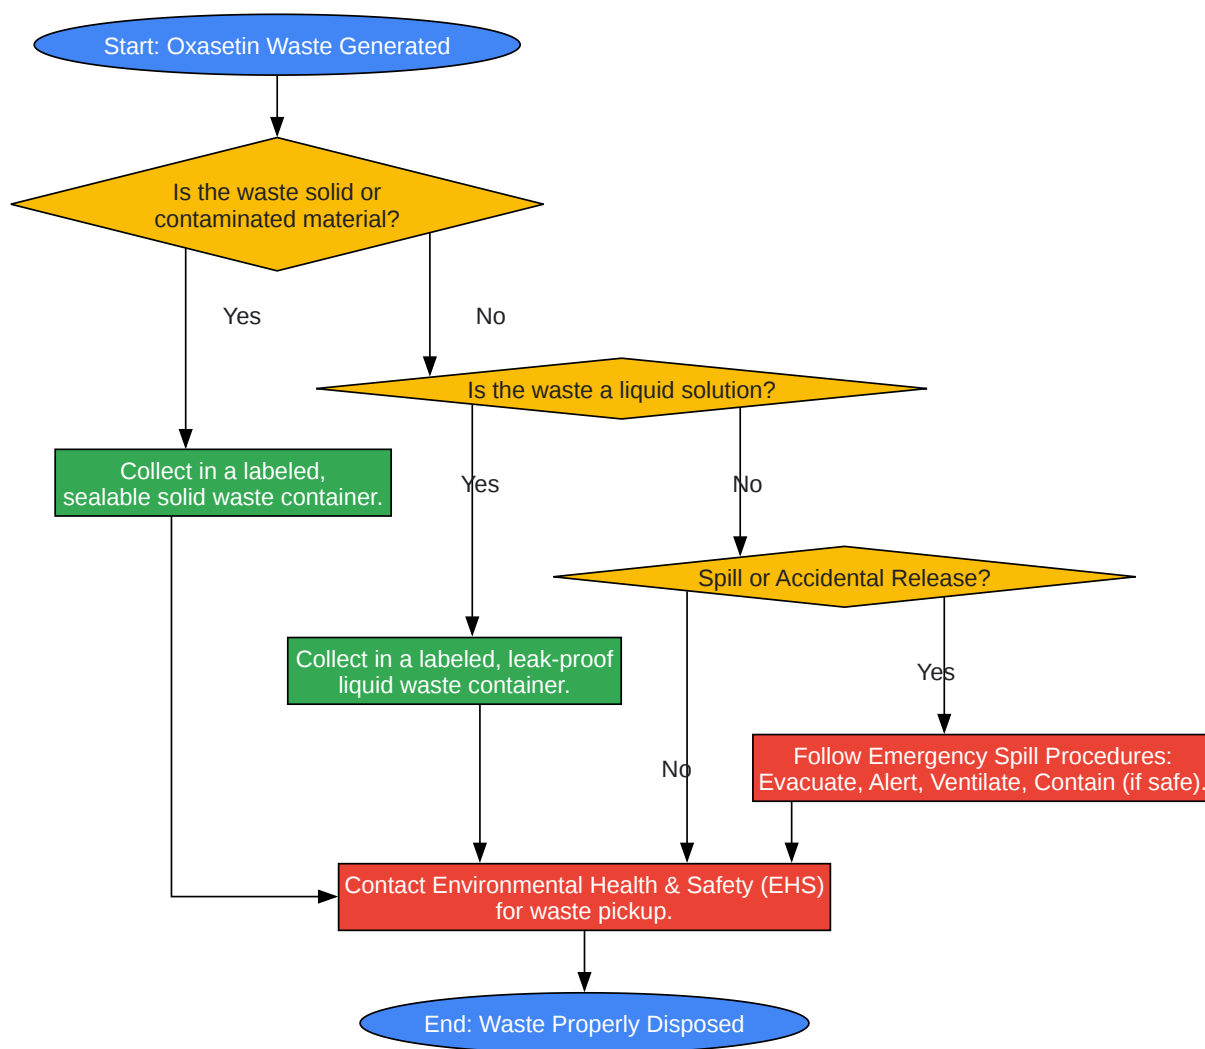 Start: Oxasetin Waste Generated
Is the waste solid or
contaminated material?
Yes
No
Is the waste a liquid solution?
Collect in a labeled,
sealable solid waste container.
Yes
No
Spill or Accidental Release?
Collect in a labeled, leak-proof
liquid waste container.
Yes
No
Follow Emergency Spill Procedures:
Evacuate, Alert, Ventilate, Contain (if safe).
Contact Environmental Health & Safety (EHS)
for waste pickup.
End: Waste Properly Disposed